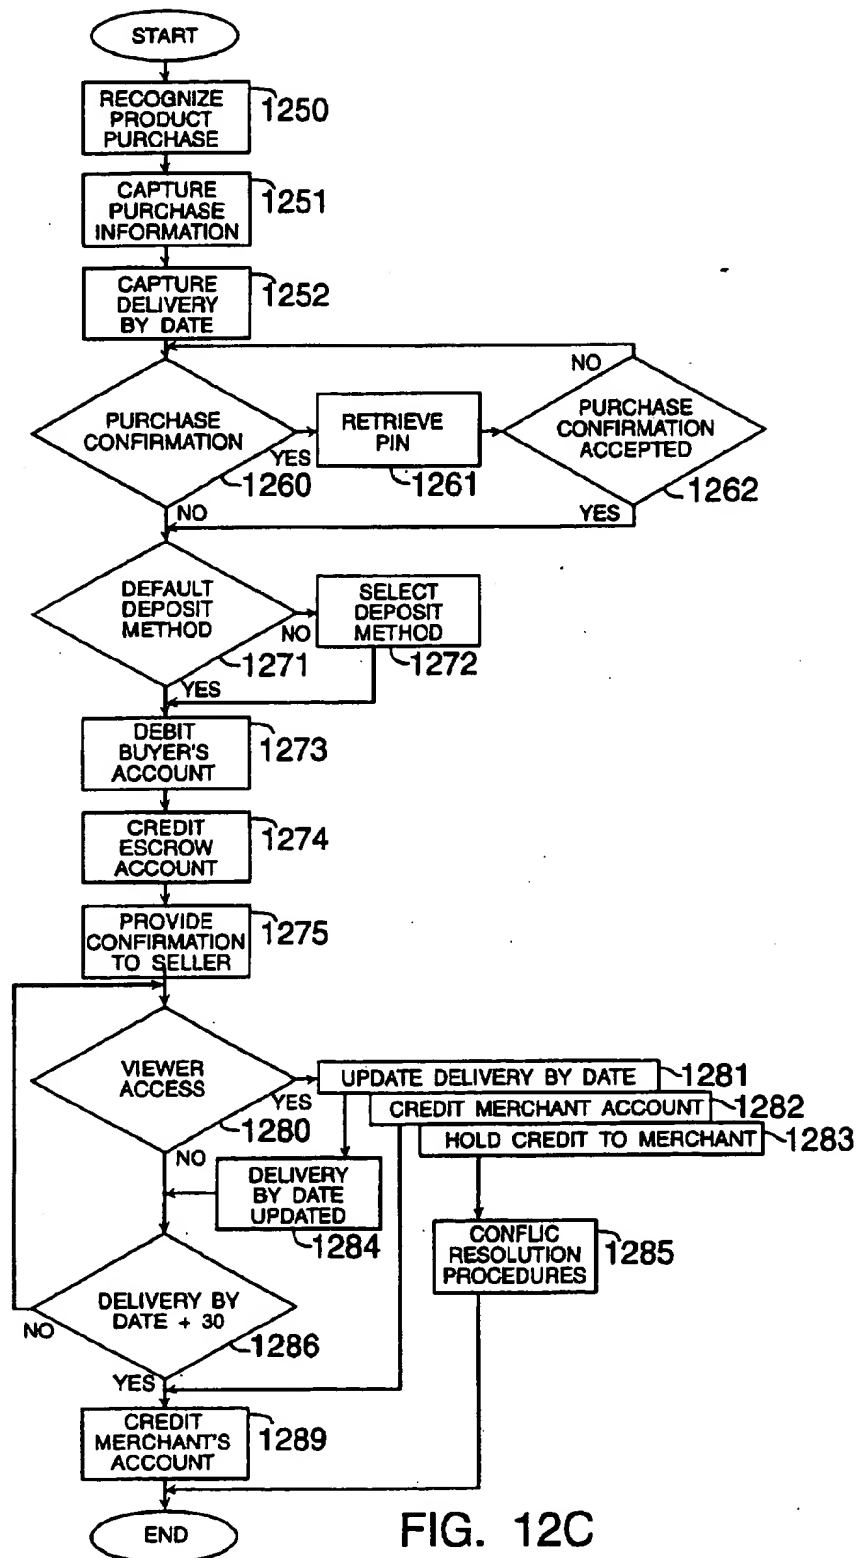 START
RECOGNIZE
PRODUCT
PURCHASE
1250
CAPTURE
PURCHASE
INFORMATION
1251
CAPTURE
DELIVERY
BY DATE
1252
PURCHASE
CONFIRMATION
YES
1260
NO
RETRIEVE
PIN
1261
NO
PURCHASE
CONFIRMATION
ACCEPTED
1262
YES
DEFAULT
DEPOSIT
METHOD
NO
1271
YES
SELECT
DEPOSIT
METHOD
1272
DEBIT
BUYER'S
ACCOUNT
1273
CREDIT
ESCROW
ACCOUNT
1274
PROVIDE
CONFIRMATION
TO SELLER
1275
VIEWER
ACCESS
YES
1280
NO
UPDATE DELIVERY BY DATE
1281
CREDIT MERCHANT ACCOUNT
1282
HOLD CREDIT TO MERCHANT
1283
DELIVERY
BY DATE
UPDATED
1284
CONFLIC
RESOLUTION
PROCEDURES
1285
DELIVERY BY
DATE + 30
NO
1286
YES
CREDIT
MERCHANT'S
ACCOUNT
1289
END
FIG. 12C